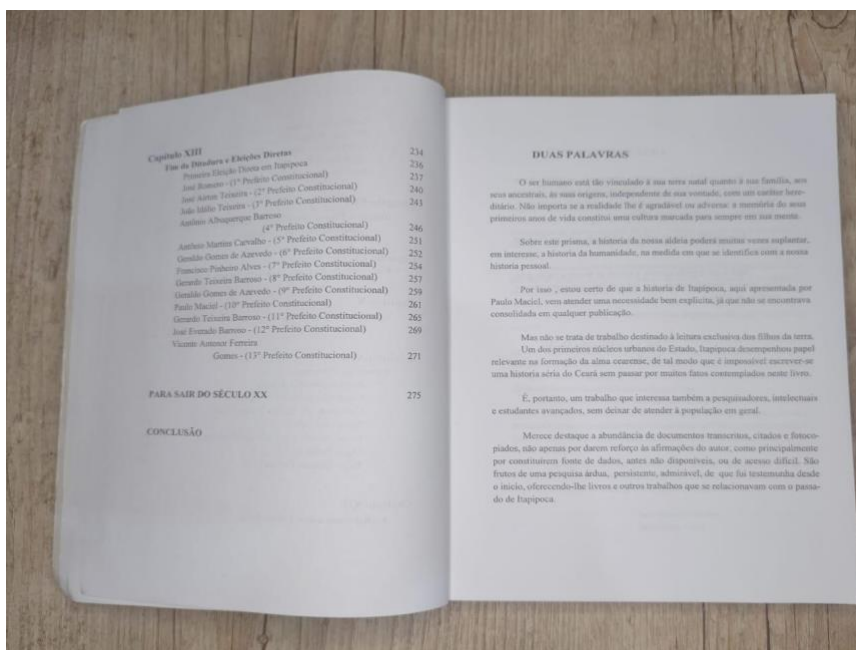 Capítulo XIII
Fim da Ditadura e Eleições Diretas 234
Primeira Eleição Direta em Itapipoca 236
José Romero - (1º Prefeito Constitucional) 237
José Airton Teixeira - (2º Prefeito Constitucional) 240
João Idálio Teixeira - (3º Prefeito Constitucional) 243
Antônio Albuquerque Barroso
(4º Prefeito Constitucional) 246
Antheor Martins Carvalho - (5º Prefeito Constitucional) 251
Geraldo Gomes de Azevedo - (6º Prefeito Constitucional) 252
Francisco Pinheiro Alves - (7º Prefeito Constitucional) 254
Gerardo Teixeira Barroso - (8º Prefeito Constitucional) 257
Geraldo Gomes de Azevedo - (9º Prefeito Constitucional) 259
Paulo Maciel - (10º Prefeito Constitucional) 261
Gerardo Teixeira Barroso - (11º Prefeito Constitucional) 265
José Everado Barroso - (12º Prefeito Constitucional) 269
Vicente Antenor Ferreira
Gomes - (13º Prefeito Constitucional) 271
PARA SAIR DO SÉCULO XX 275
CONCLUSÃO
DUAS PALAVRAS
O ser humano está tão vinculado à sua terra natal quanto à sua família, aos
seus ancestrais, às suas origens, independente de sua vontade, com um caráter here-
ditário. Não importa se a realidade lhe é agradável ou adversa: a memória do seus
primeiros anos de vida constitui uma cultura marcada para sempre em sua mente.
Sobre este prisma, a historia da nossa aldeia poderá muitas vezes suplantar,
em interesse, a historia da humanidade, na medida em que se identifica com a nossa
historia pessoal.
Por isso , estou certo de que a historia de Itapipoca, aqui apresentada por
Paulo Maciel, vem atender uma necessidade bem explicita, já que não se encontrava
consolidada em qualquer publicação.
Mas não se trata de trabalho destinado à leitura exclusiva dos filhos da terra.
Um dos primeiros núcleos urbanos do Estado, Itapipoca desempenhou papel
relevante na formação da alma cearense, de tal modo que é impossível escrever-se
uma historia séria do Ceará sem passar por muitos fatos contemplados neste livro.
É, portanto, um trabalho que interessa também a pesquisadores, intelectuais
e estudantes avançados, sem deixar de atender à população em geral.
Merece destaque a abundância de documentos transcritos, citados e fotoco-
piados, não apenas por darem reforço às afirmações do autor, como principalmente
por constituirem fonte de dados, antes não disponíveis, ou de acesso difícil. São
frutos de uma pesquisa árdua, persistente, admirável, de que fui testemunha desde
o início, oferecendo-lhe livros e outros trabalhos que se relacionavam com o passa-
do de Itapipoca.